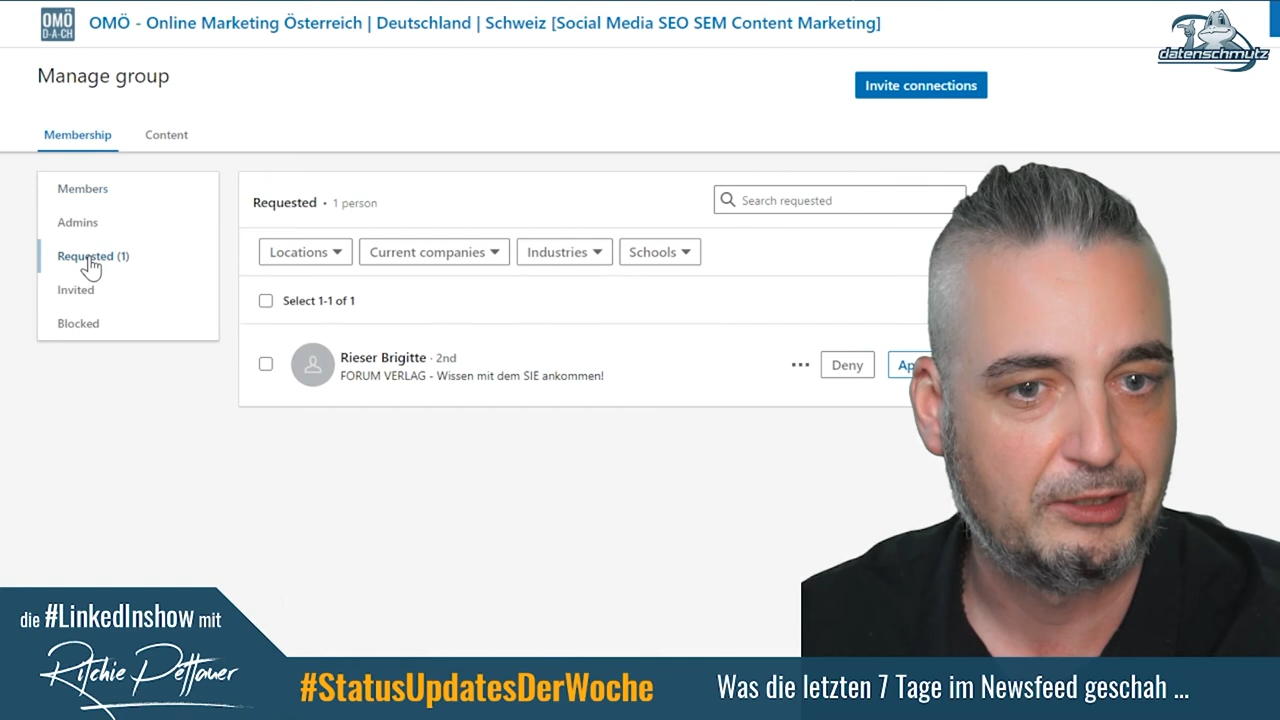 OMÖ
D-A-CH
OMÖ - Online Marketing Österreich | Deutschland | Schweiz [Social Media SEO SEM Content Marketing]
datenschmutz
Manage group
Invite connections
Membership
Content
Members
Admins
Requested (1)
Invited
Blocked
Requested • 1 person
Search requested
Locations
Current companies
Industries
Schools
Select 1-1 of 1
Rieser Brigitte · 2nd
FORUM VERLAG - Wissen mit dem SIE ankommen!
Deny
Ap
die #LinkedInshow mit
Ritchie Pettauer
#StatusUpdatesDerWoche
Was die letzten 7 Tage im Newsfeed geschah ...